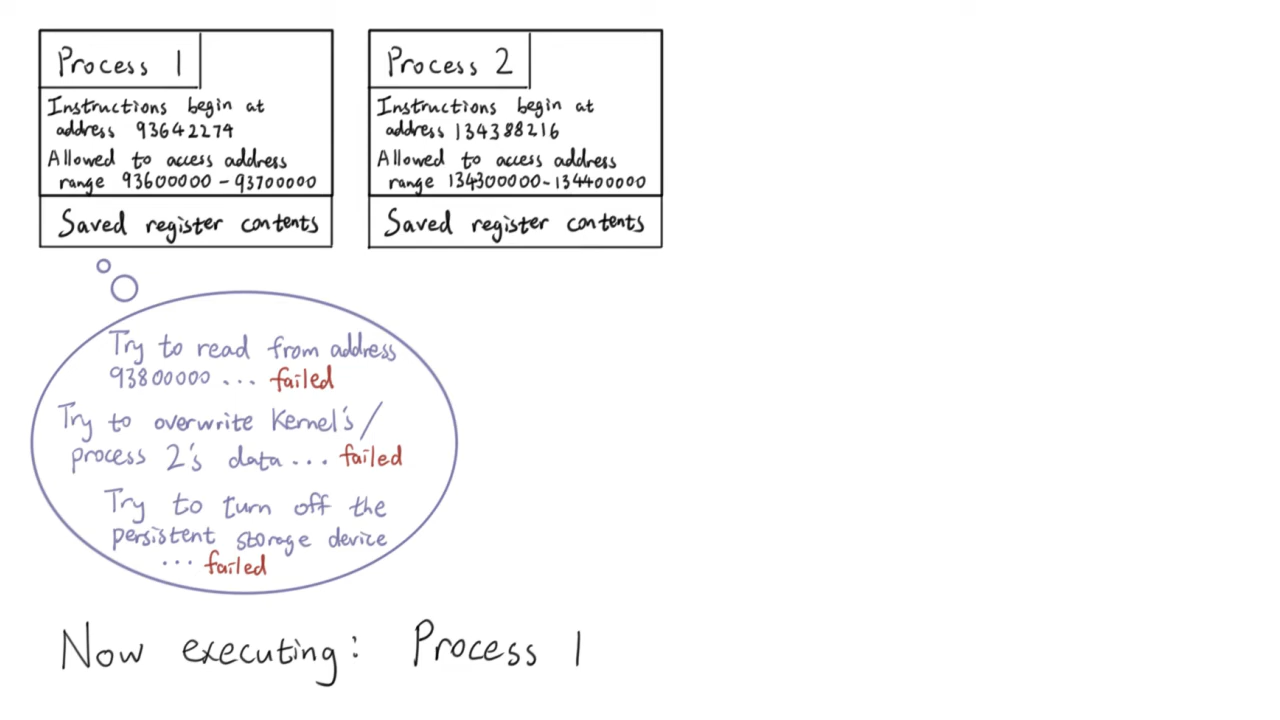 Process 1
Instructions begin at
address 93642274
Allowed to access address
range 93600000 - 93700000
Saved register contents
Process 2
Instructions begin at
address 134388216
Allowed to access address
range 134300000 - 134400000
Saved register contents
Try to read from address
93800000 ... failed
Try to overwrite Kernel's/
process 2's data ... failed
Try to turn off the
persistent storage device
... failed
Now executing: Process 1